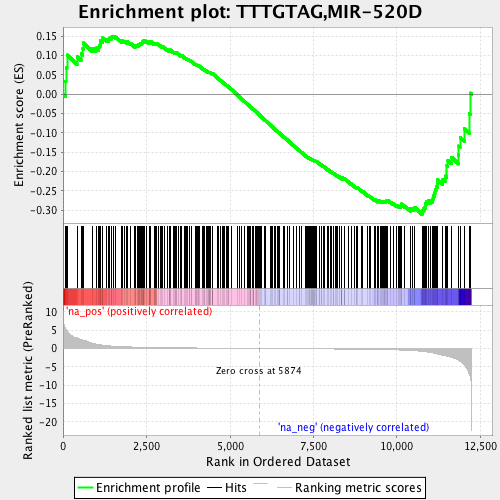 Enrichment plot: TTTGTAG,MIR-520D
Enrichment score (ES)
0.15
0.10
0.05
0.00
-0.05
-0.10
-0.15
-0.20
-0.25
-0.30
'na_pos' (positively correlated)
Ranked list metric (PreRanked)
10
5
0
-5
-10
-15
-20
Zero cross at 5874
'na_neg' (negatively correlated)
0
2,500
5,000
7,500
10,000
12,500
Rank in Ordered Dataset
Enrichment profile
Hits
Ranking metric scores